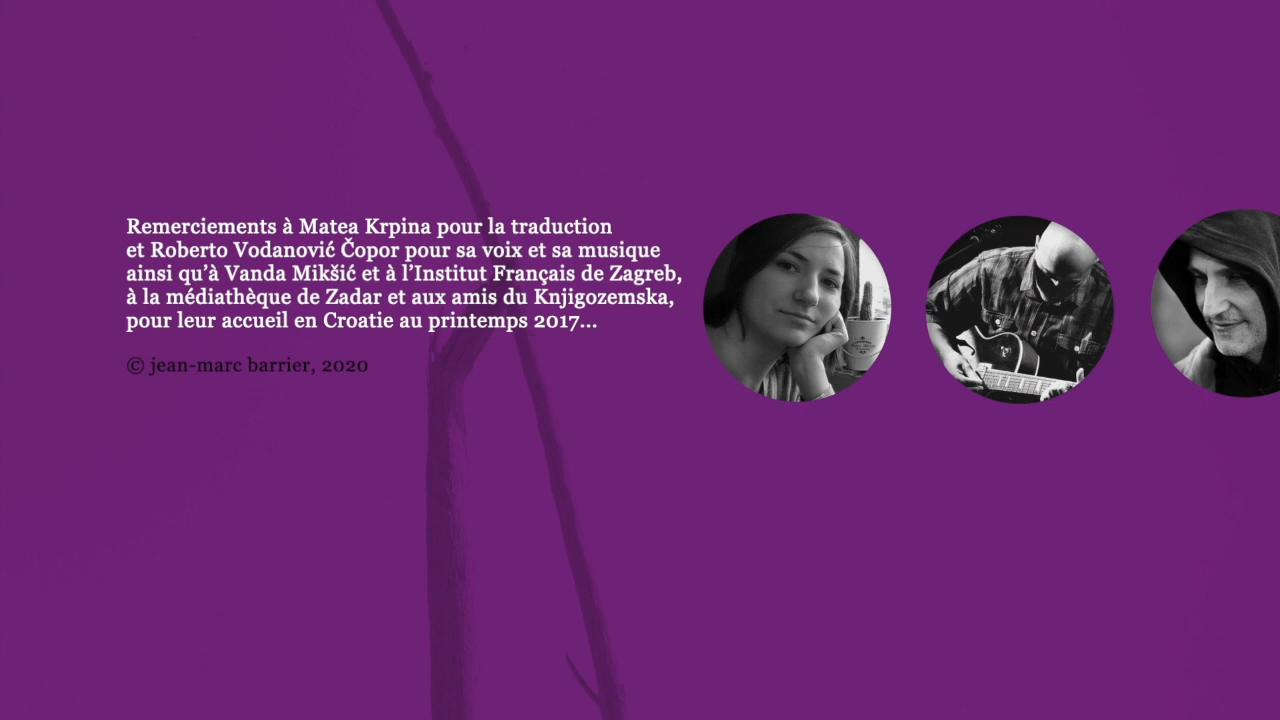 Remerciements à Matea Krpina pour la traduction
et Roberto Vodanović Čopor pour sa voix et sa musique
ainsi qu’à Vanda Mikšić et à l’Institut Français de Zagreb,
à la médiathèque de Zadar et aux amis du Knjigozemska,
pour leur accueil en Croatie au printemps 2017...
© jean-marc barrier, 2020